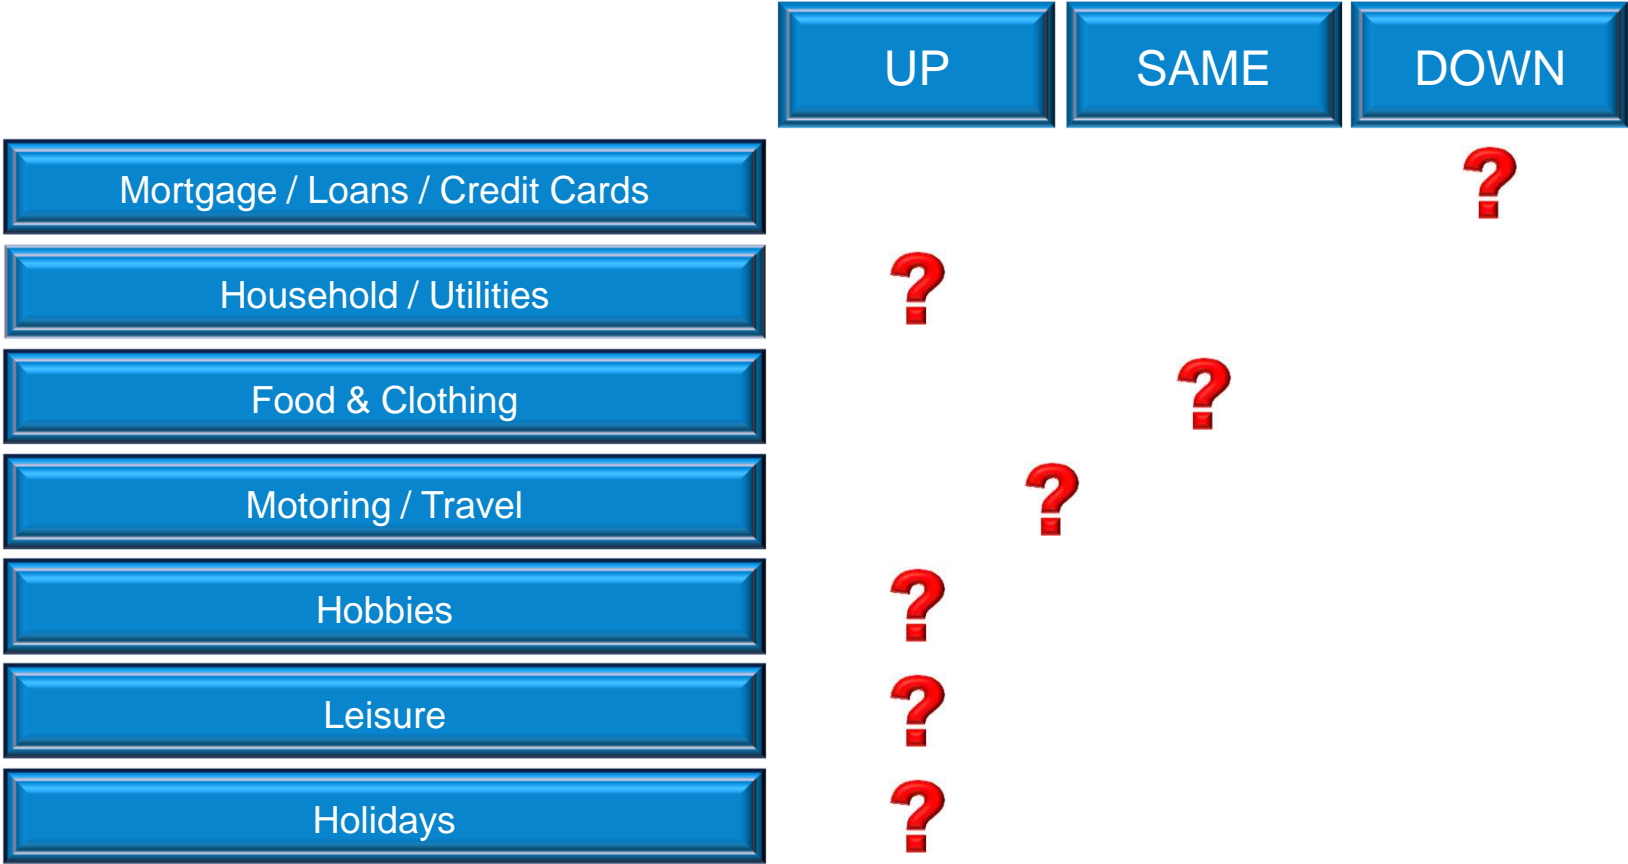 UP SAME DOWN
Mortgage / Loans / Credit Cards ?
Household / Utilities ?
Food & Clothing ?
Motoring / Travel ?
Hobbies ?
Leisure ?
Holidays ?